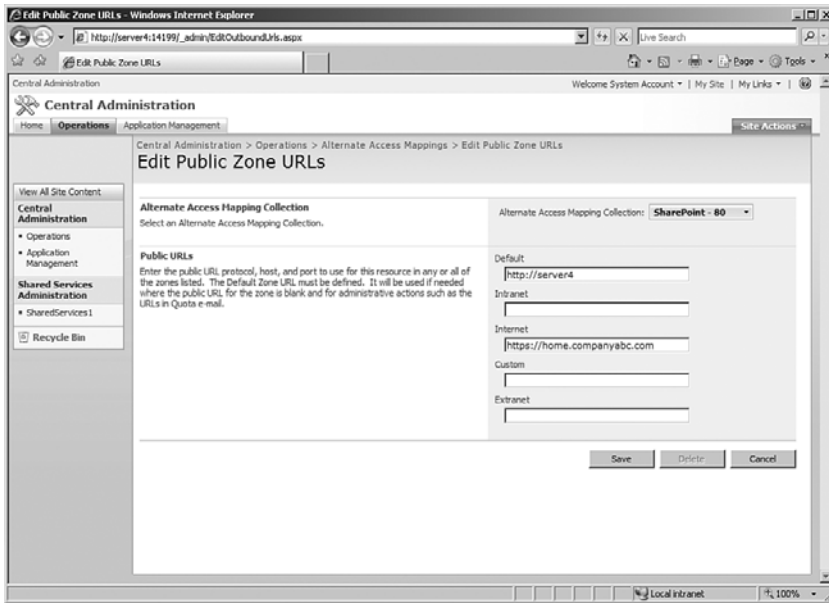 Edit Public Zone URLs - Windows Internet Explorer
http://server4:14199/_admin/EditOutboundUrls.aspx
Live Search
Edit Public Zone URLs
Page
Tools
Central Administration
Welcome System Account
My Site
My Links
Central Administration
Home
Operations
Application Management
Site Actions
Central Administration > Operations > Alternate Access Mappings > Edit Public Zone URLs
Edit Public Zone URLs
View All Site Content
Central
Administration
Operations
Application
Management
Shared Services
Administration
SharedServices1
Recycle Bin
Alternate Access Mapping Collection
Select an Alternate Access Mapping Collection.
Alternate Access Mapping Collection: SharePoint - 80
Public URLs
Enter the public URL protocol, host, and port to use for this resource in any or all of
the zones listed. The Default Zone URL must be defined. It will be used if needed
where the public URL for the zone is blank and for administrative actions such as the
URLs in Quota e-mail.
Default
http://server4
Intranet
Internet
https://home.companyabc.com
Custom
Extranet
Save
Delete
Cancel
Local intranet
100%